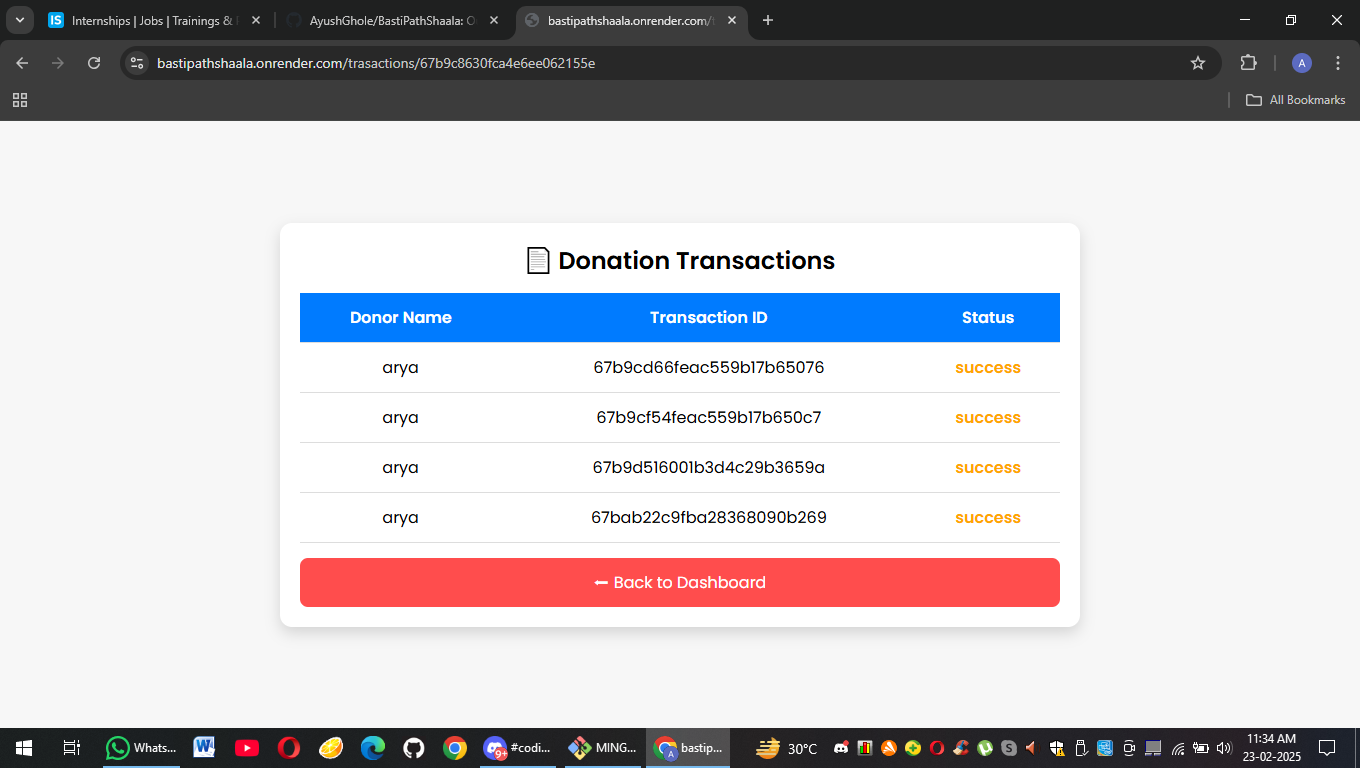 Internships | Jobs | Trainings &
AyushGhole/BastiPathShaala: O
bastipathshaala.onrender.com/t
bastipathshaala.onrender.com/trasactions/67b9c8630fca4e6ee062155e
A
All Bookmarks
Donation Transactions
Donor Name Transaction ID Status
arya 67b9cd66feac559b17b65076 success
arya 67b9cf54feac559b17b650c7 success
arya 67b9d516001b3d4c29b3659a success
arya 67bab22c9fba28368090b269 success
Back to Dashboard
Whats... #codi... MING... bastip... 30°C 11:34 AM
23-02-2025